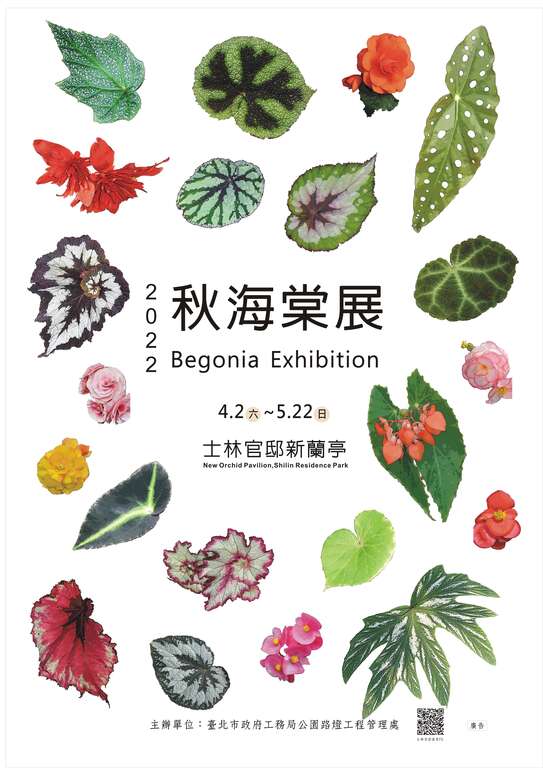 2022
秋海棠展
Begonia Exhibition
4.2六~5.22日
士林官邸新蘭亭
New Orchid Pavilion,Shilin Residence Park
主辦單位：臺北市政府工務局公園路燈工程管理處
廣告